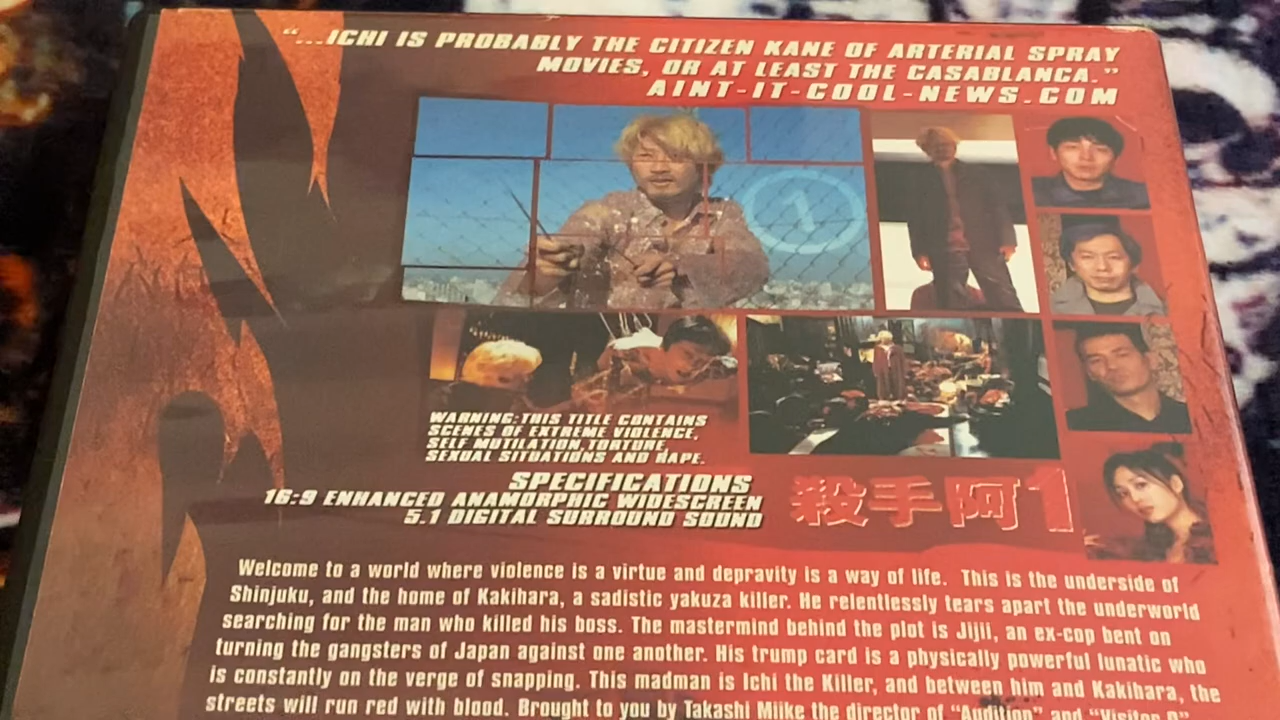 “...ICHI IS PROBABLY THE CITIZEN KANE OF ARTERIAL SPRAY
MOVIES, OR AT LEAST THE CASABLANCA.”
AINT-IT-COOL-NEWS.COM
1
WARNING: THIS TITLE CONTAINS
SCENES OF EXTREME VIOLENCE,
SELF MUTILATION, TORTURE,
SEXUAL SITUATIONS AND RAPE.
SPECIFICATIONS
16:9 ENHANCED ANAMORPHIC WIDESCREEN
5.1 DIGITAL SURROUND SOUND
殺手阿1
Welcome to a world where violence is a virtue and depravity is a way of life. This is the underside of
Shinjuku, and the home of Kakihara, a sadistic yakuza killer. He relentlessly tears apart the underworld
searching for the man who killed his boss. The mastermind behind the plot is Jijii, an ex-cop bent on
turning the gangsters of Japan against one another. His trump card is a physically powerful lunatic who
is constantly on the verge of snapping. This madman is Ichi the Killer, and between him and Kakihara, the
streets will run red with blood. Brought to you by Takashi Miike the director of “Audition” and “Visitor